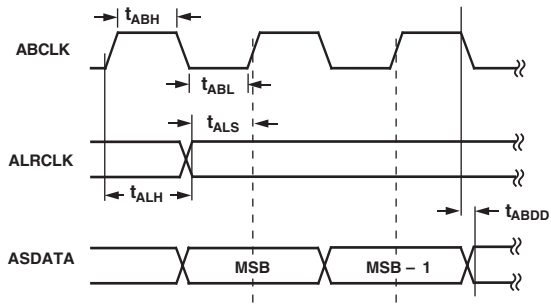 tABH
ABCLK
tABL
tALS
ALRCLK
tALH
tABDD
ASDATA
MSB
MSB – 1